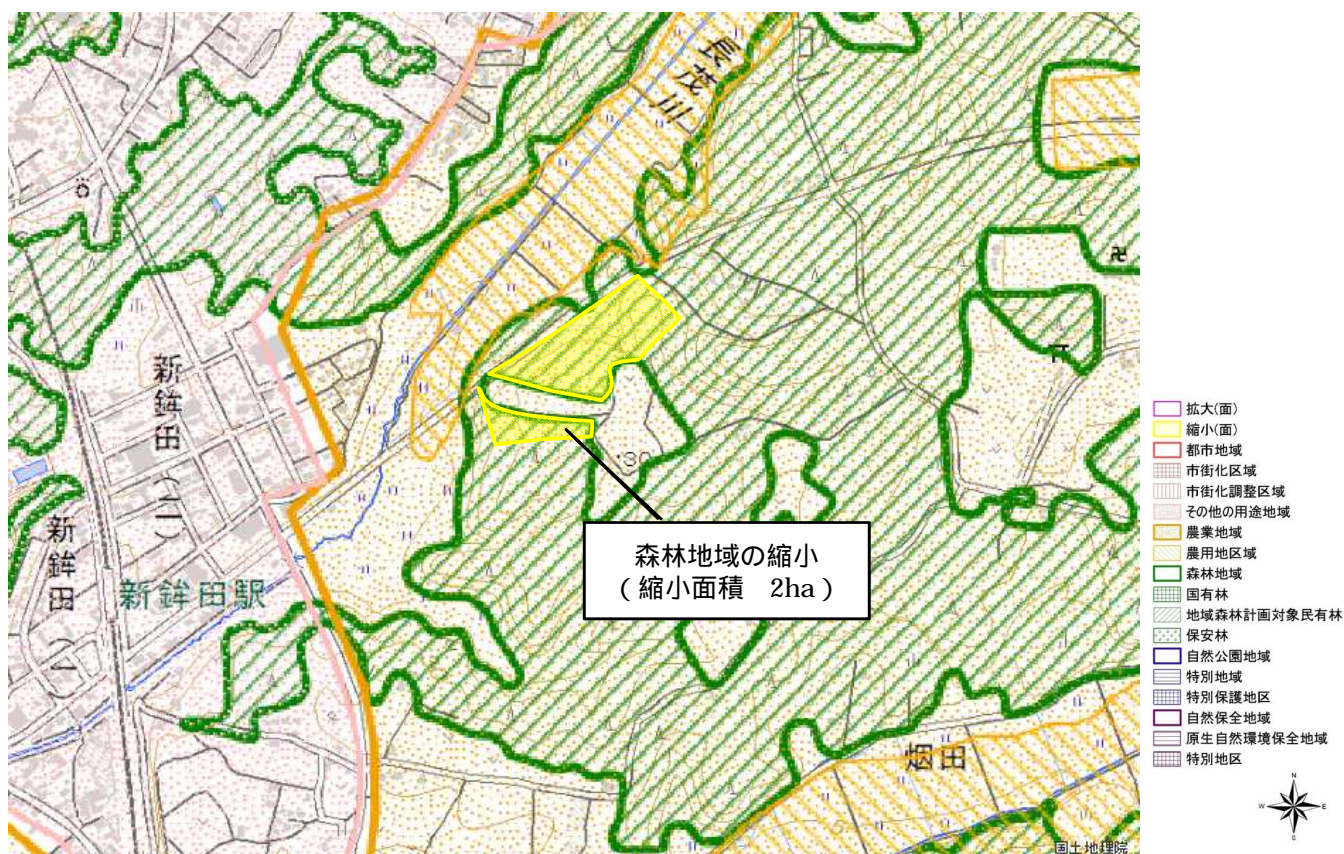 長茂川
新鉾田(二)
新鉾田(一)
新鉾田駅
・30
森林地域の縮小
(縮小面積 2ha)
国土地理院
拡大(面)
縮小(面)
都市地域
市街化区域
市街化調整区域
その他の用途地域
農業地域
農用地区域
森林地域
国有林
地域森林計画対象民有林
保安林
自然公園地域
特別地域
特別保護地区
自然保全地域
原生自然環境保全地域
特別地区
N
W
E
S